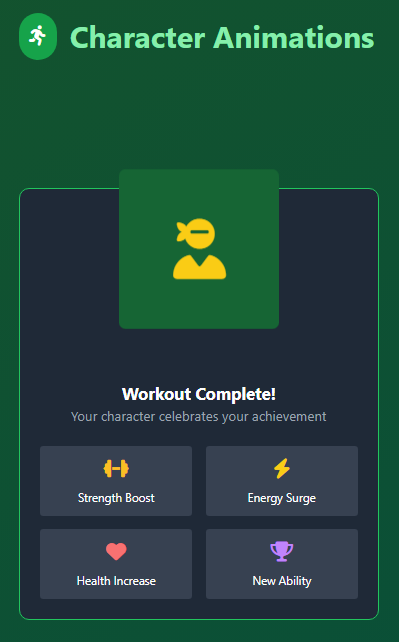 Character Animations
Workout Complete!
Your character celebrates your achievement
Strength Boost
Energy Surge
Health Increase
New Ability